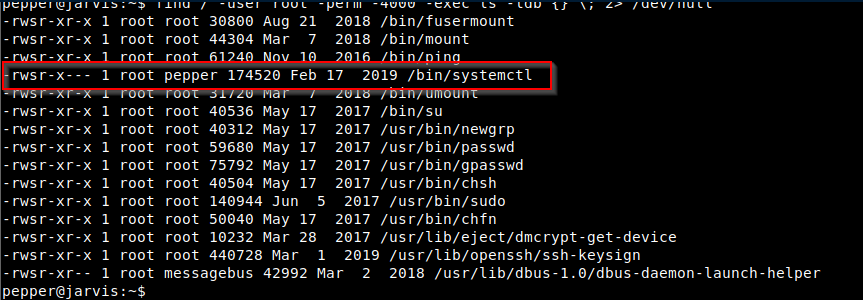 pepper@jarvis:~$ find / -user root -perm -4000 -exec ls -ldb {} \; 2> /dev/null
-rwsr-xr-x 1 root root 30800 Aug 21  2018 /bin/fusermount
-rwsr-xr-x 1 root root 44304 Mar  7  2018 /bin/mount
-rwsr-xr-x 1 root root 61240 Nov 10  2016 /bin/ping
-rwsr-x--- 1 root pepper 174520 Feb 17  2019 /bin/systemctl
-rwsr-xr-x 1 root root 31720 Mar  7  2018 /bin/umount
-rwsr-xr-x 1 root root 40536 May 17  2017 /bin/su
-rwsr-xr-x 1 root root 40312 May 17  2017 /usr/bin/newgrp
-rwsr-xr-x 1 root root 59680 May 17  2017 /usr/bin/passwd
-rwsr-xr-x 1 root root 75792 May 17  2017 /usr/bin/gpasswd
-rwsr-xr-x 1 root root 40504 May 17  2017 /usr/bin/chsh
-rwsr-xr-x 1 root root 140944 Jun  5  2017 /usr/bin/sudo
-rwsr-xr-x 1 root root 50040 May 17  2017 /usr/bin/chfn
-rwsr-xr-x 1 root root 10232 Mar 28  2017 /usr/lib/eject/dmcrypt-get-device
-rwsr-xr-x 1 root root 440728 Mar  1  2019 /usr/lib/openssh/ssh-keysign
-rwsr-xr-- 1 root messagebus 42992 Mar  2  2018 /usr/lib/dbus-1.0/dbus-daemon-launch-helper
pepper@jarvis:~$